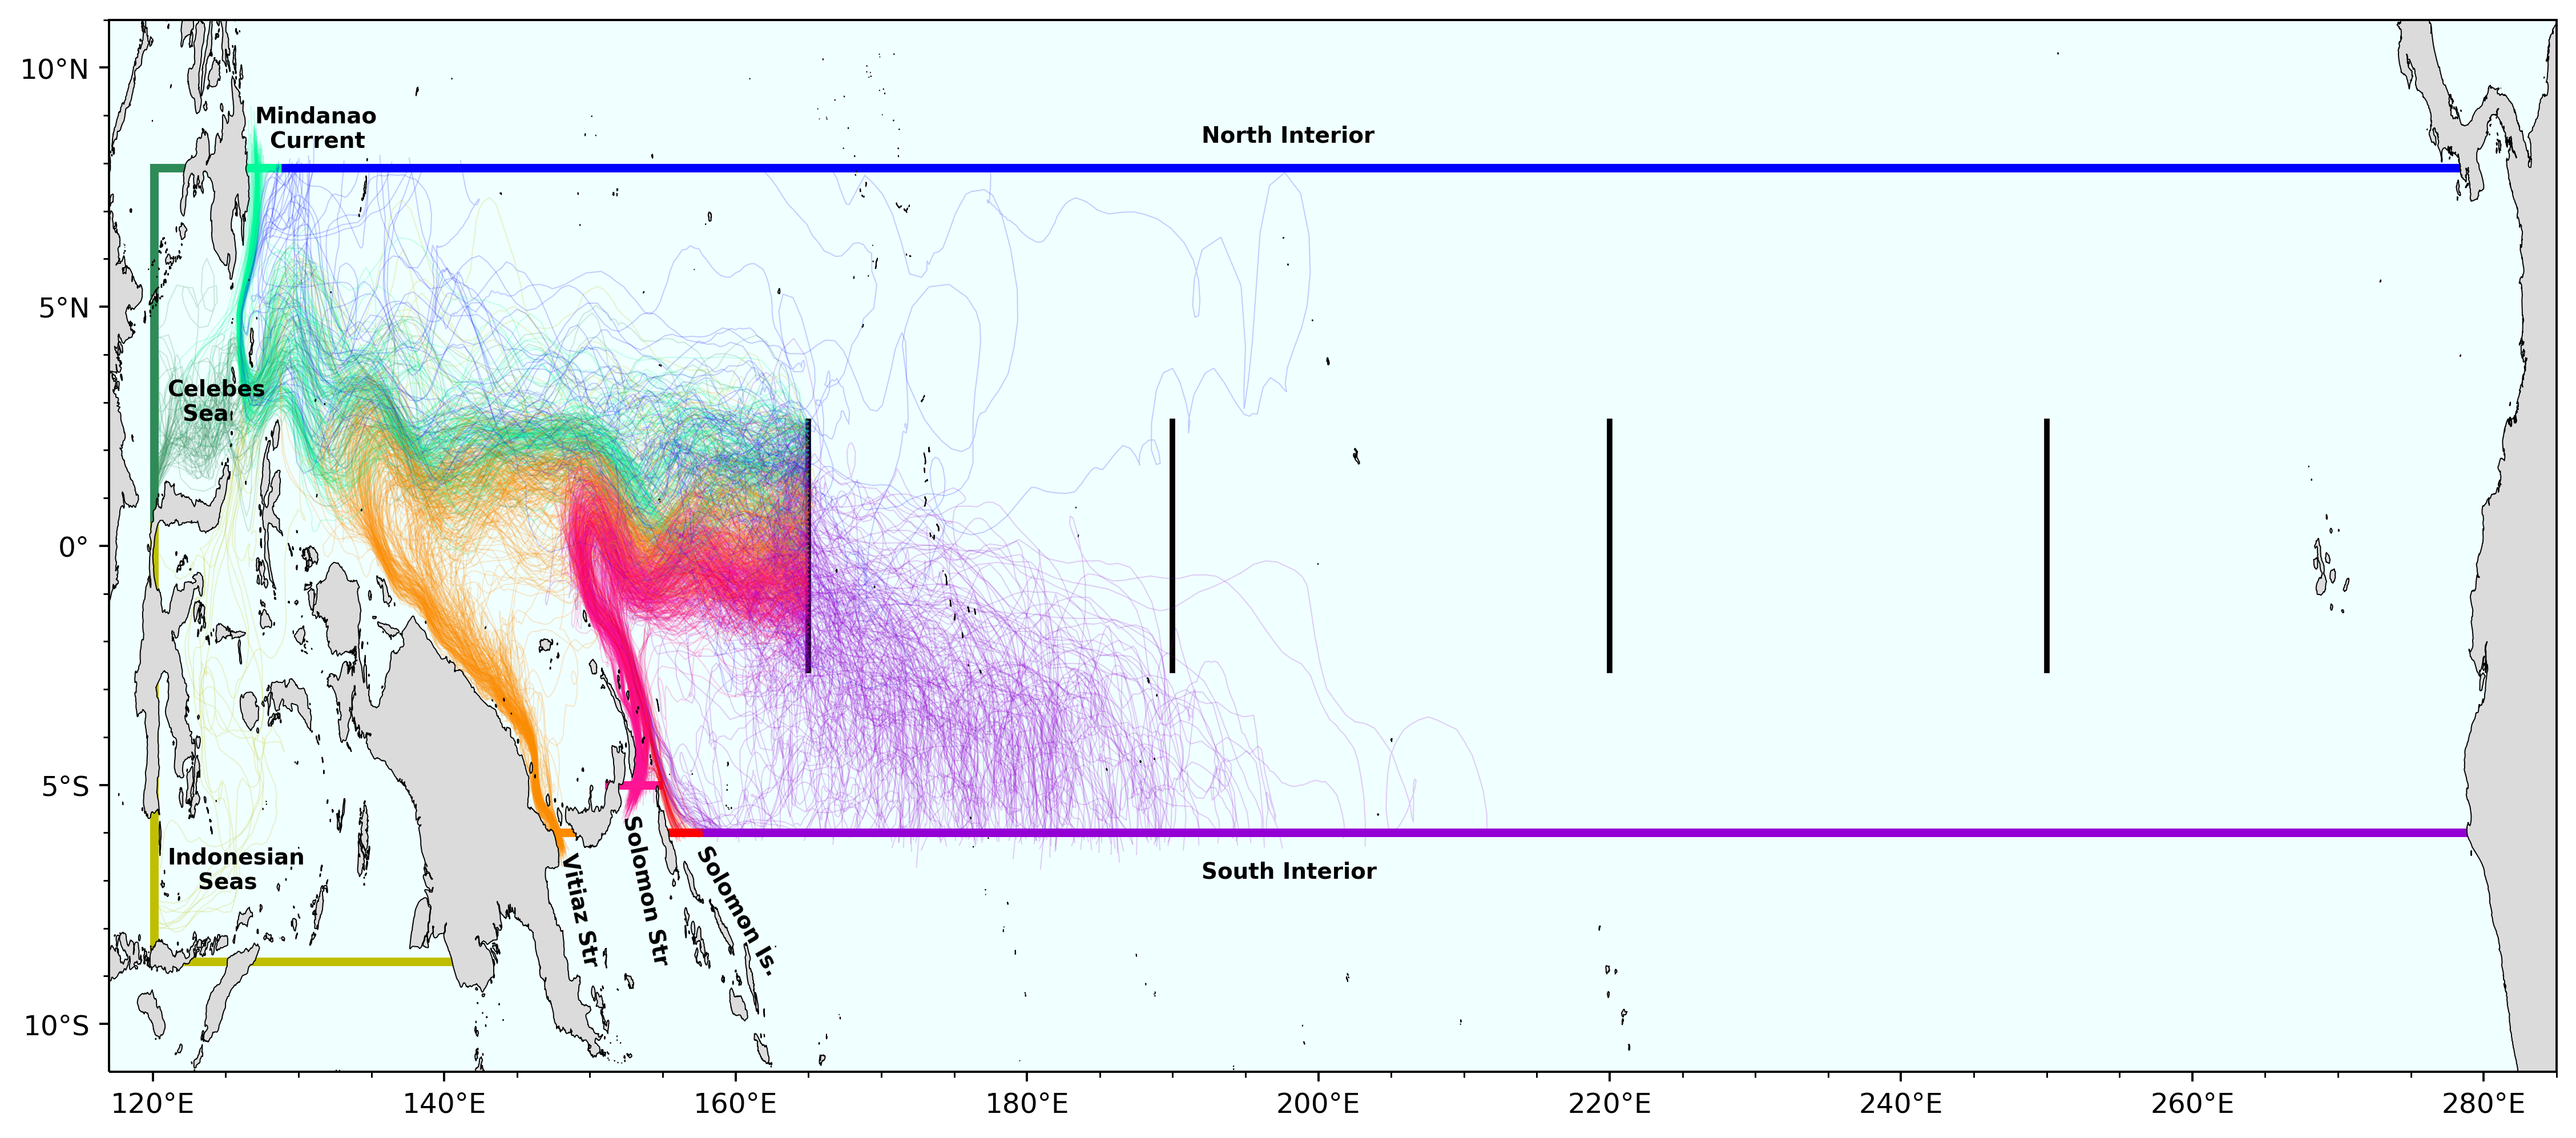 10°N
5°N
0°
5°S
10°S
Mindanao
Current
North Interior
Celebes
Sea
Indonesian
Seas
Vitiaz Str
Solomon Str
Solomon Is.
South Interior
120°E
140°E
160°E
180°E
200°E
220°E
240°E
260°E
280°E